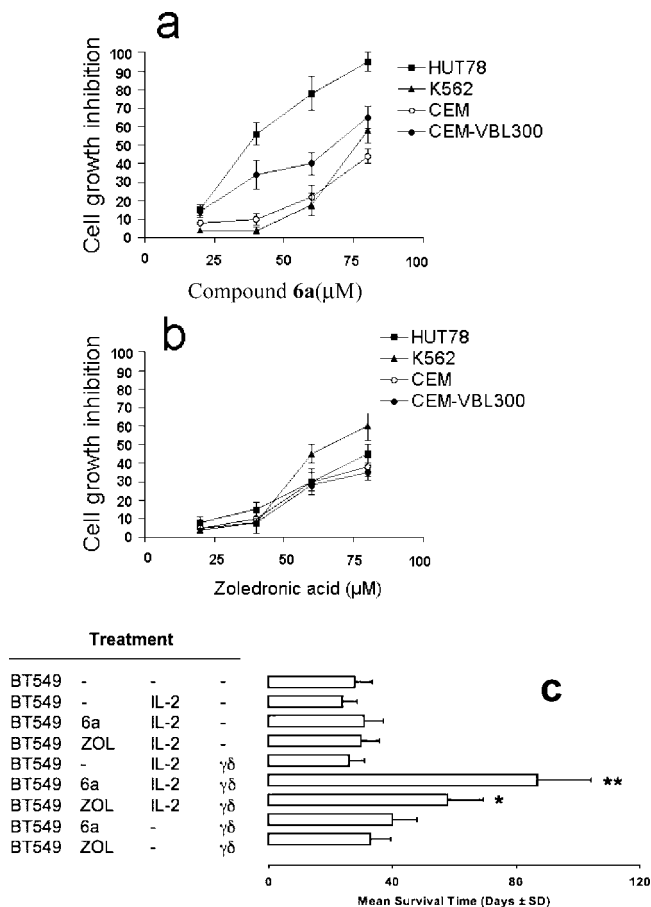 a
HUT78
K562
CEM
CEM-VBL300
Cell growth inhibition
100
90
80
70
60
50
40
30
20
10
0
0 25 50 75 100
Compound 6a(µM)
b
HUT78
K562
CEM
CEM-VBL300
Cell growth inhibition
100
90
80
70
60
50
40
30
20
10
0
0 25 50 75 100
Zoledronic acid (µM)
Treatment
c
BT549 - - -
BT549 - IL-2 -
BT549 6a IL-2 -
BT549 ZOL IL-2 -
BT549 - IL-2 γδ
BT549 6a IL-2 γδ **
BT549 ZOL IL-2 γδ *
BT549 6a - γδ
BT549 ZOL - γδ
0 40 80 120
Mean Survival Time (Days ± SD)